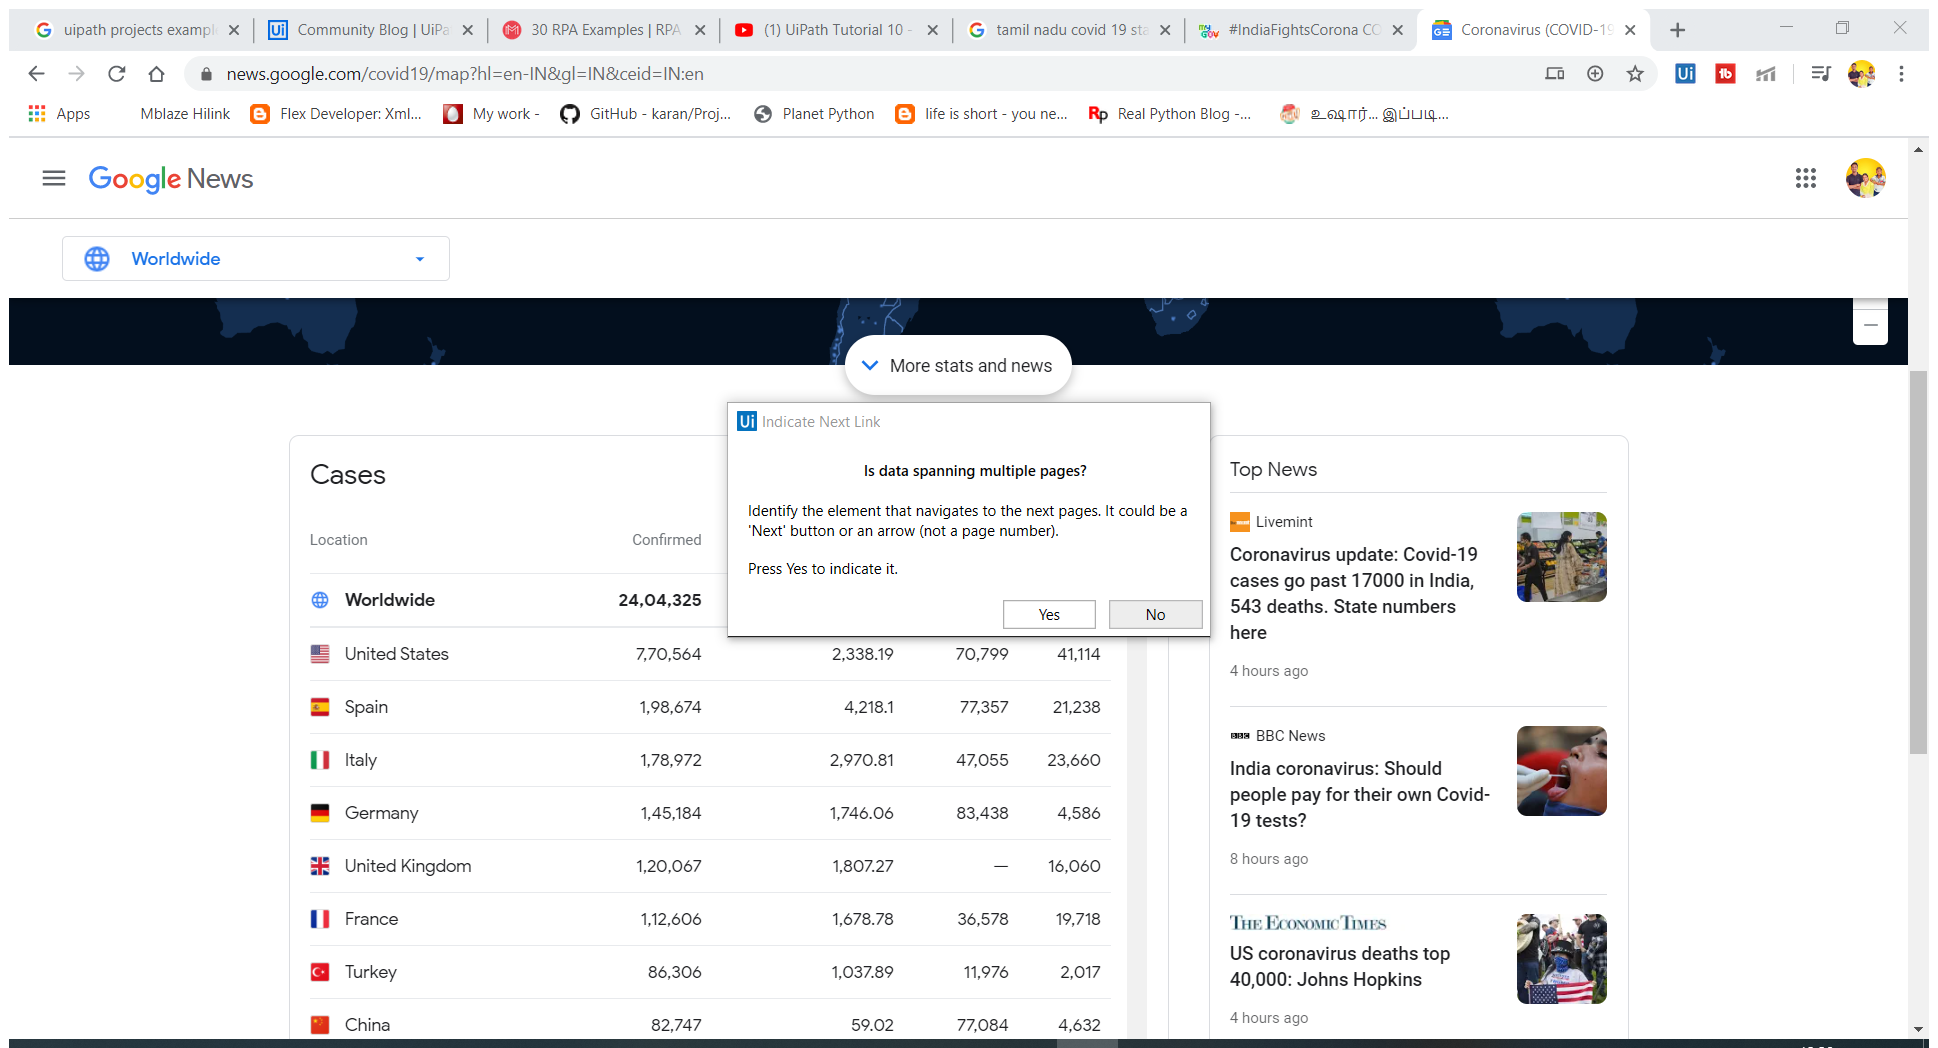 uipath projects exampl
Community Blog | UiPa
30 RPA Examples | RPA
(1) UiPath Tutorial 10 -
tamil nadu covid 19 sta
#IndiaFightsCorona CO
Coronavirus (COVID-19
news.google.com/covid19/map?hl=en-IN&gl=IN&ceid=IN:en
Apps
Mblaze Hilink
Flex Developer: Xml...
My work -
GitHub - karan/Proj...
Planet Python
life is short - you ne...
Real Python Blog -...
உஷார்... இப்படி...
Google News
Worldwide
More stats and news
Indicate Next Link
Is data spanning multiple pages?
Identify the element that navigates to the next pages. It could be a
'Next' button or an arrow (not a page number).
Press Yes to indicate it.
Yes No
Cases
Location Confirmed
Worldwide 24,04,325
United States 7,70,564 2,338.19 70,799 41,114
Spain 1,98,674 4,218.1 77,357 21,238
Italy 1,78,972 2,970.81 47,055 23,660
Germany 1,45,184 1,746.06 83,438 4,586
United Kingdom 1,20,067 1,807.27 — 16,060
France 1,12,606 1,678.78 36,578 19,718
Turkey 86,306 1,037.89 11,976 2,017
China 82,747 59.02 77,084 4,632
Top News
Livemint
Coronavirus update: Covid-19
cases go past 17000 in India,
543 deaths. State numbers
here
4 hours ago
BBC News
India coronavirus: Should
people pay for their own Covid-
19 tests?
8 hours ago
THE ECONOMIC TIMES
US coronavirus deaths top
40,000: Johns Hopkins
4 hours ago